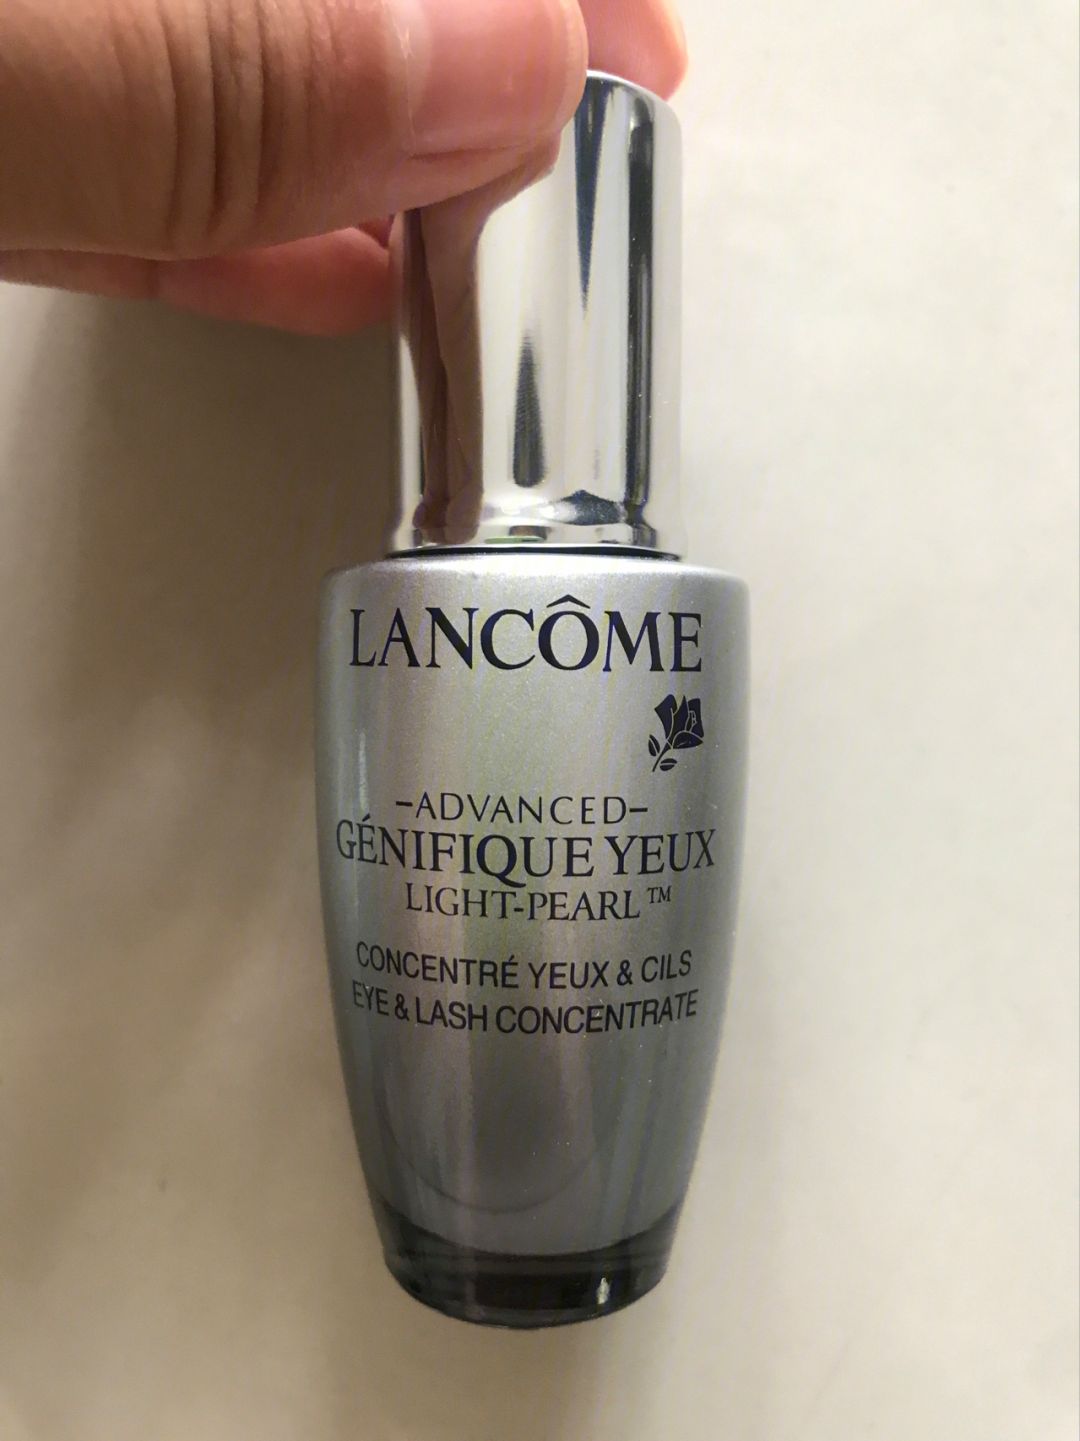 LANCÔME
-ADVANCED-
GÉNIFIQUE YEUX
LIGHT-PEARL™
CONCENTRÉ YEUX & CILS
EYE & LASH CONCENTRATE